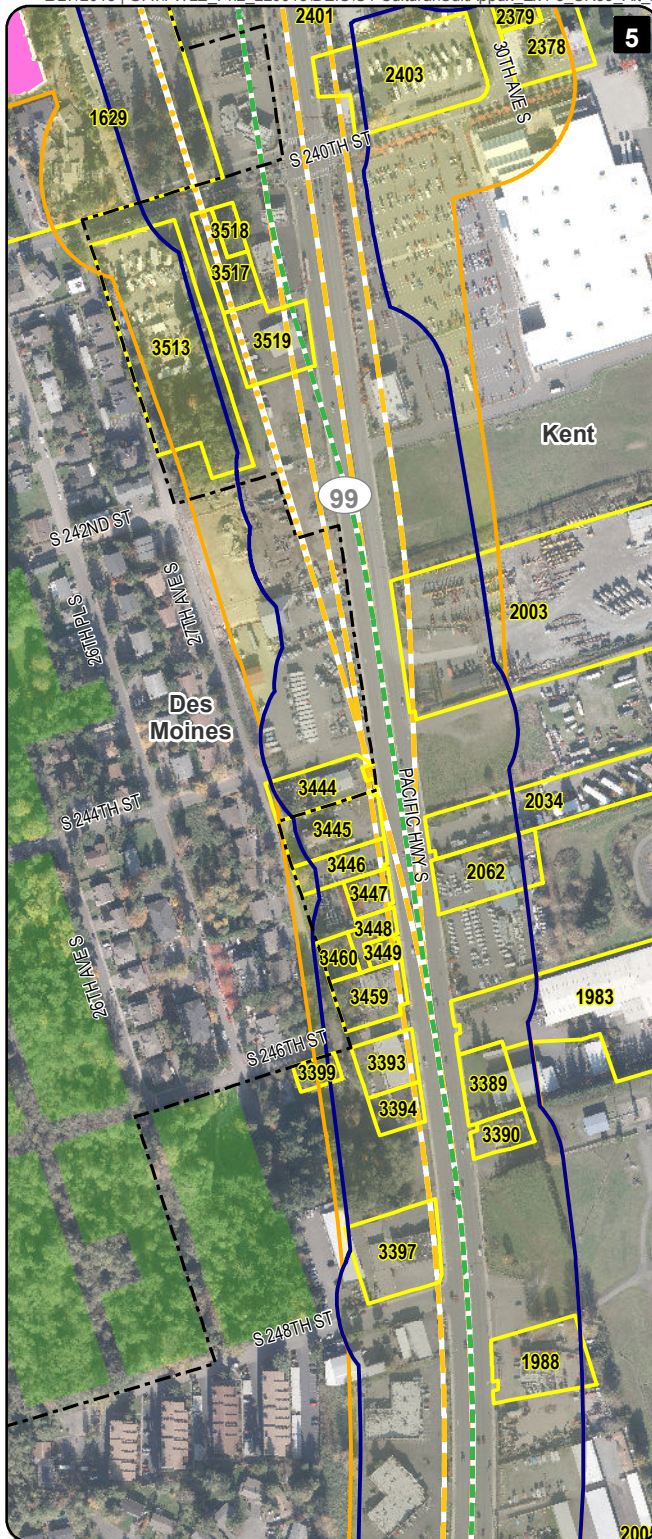 2401
2379
2378
5
2403
30TH AVE S
1629
S 240TH ST
3518
3517
3519
3513
Kent
99
S 242ND ST
26TH PL S
27TH AVE S
2003
Des
Moines
3444
PACIFIC HWY S
2034
S 244TH ST
3445
3446
2062
3447
3448
3449
3460
26TH AVE S
3459
1983
S 246TH ST
3393
3399
3389
3394
3390
3397
S 248TH ST
1988